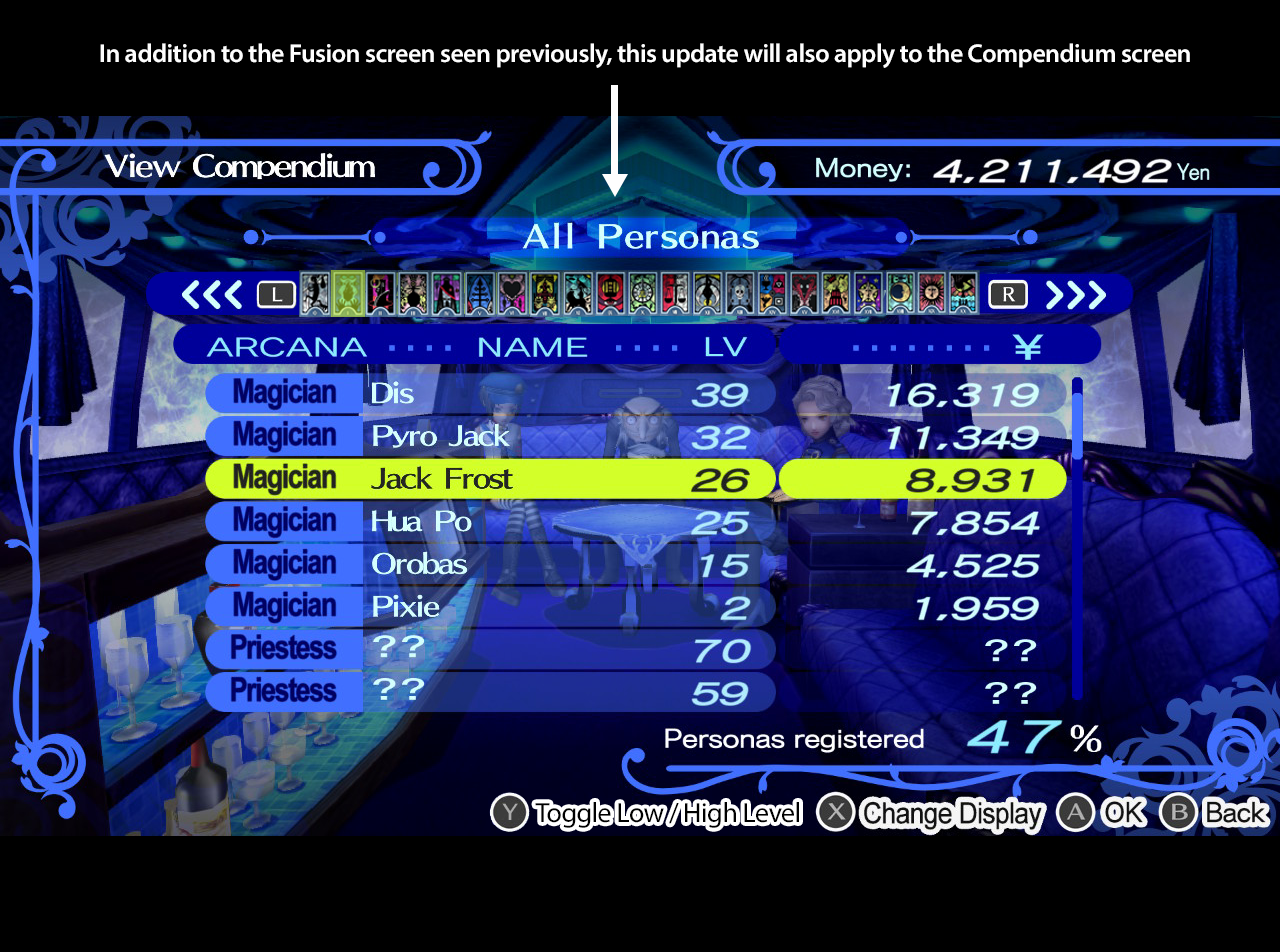 In addition to the Fusion screen seen previously, this update will also apply to the Compendium screen
View Compendium
Money: 4,211,492 Yen
All Personas
L R
ARCANA ···· NAME ···· LV ········ ¥
Magician Dis 39 16,319
Magician Pyro Jack 32 11,349
Magician Jack Frost 26 8,931
Magician Hua Po 25 7,854
Magician Orobas 15 4,525
Magician Pixie 2 1,959
Priestess ?? 70 ??
Priestess ?? 59 ??
Personas registered 47 %
Y Toggle Low/High Level X Change Display A OK B Back